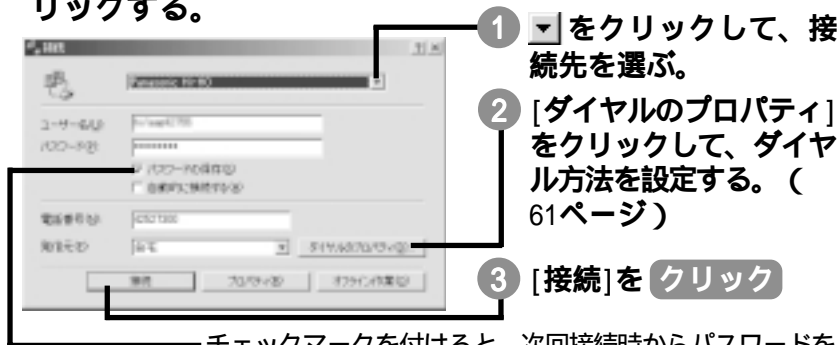 リックする。
接続
Panasonic Hi-HO
ユーザー名(U):
パスワード(P):
パスワードの保存(S)
自動的に接続する(A)
電話番号(N):
発信元(F): 自宅
ダイヤルのプロパティ(D)
接続 プロパティ(R) オフライン作業(O)
1 をクリックして、接
続先を選ぶ。
2 [ダイヤルのプロパティ]
をクリックして、ダイヤ
ル方法を設定する。(
61ページ)
3 [接続]を クリック
チェックマークを付けると、次回接続時からパスワードを